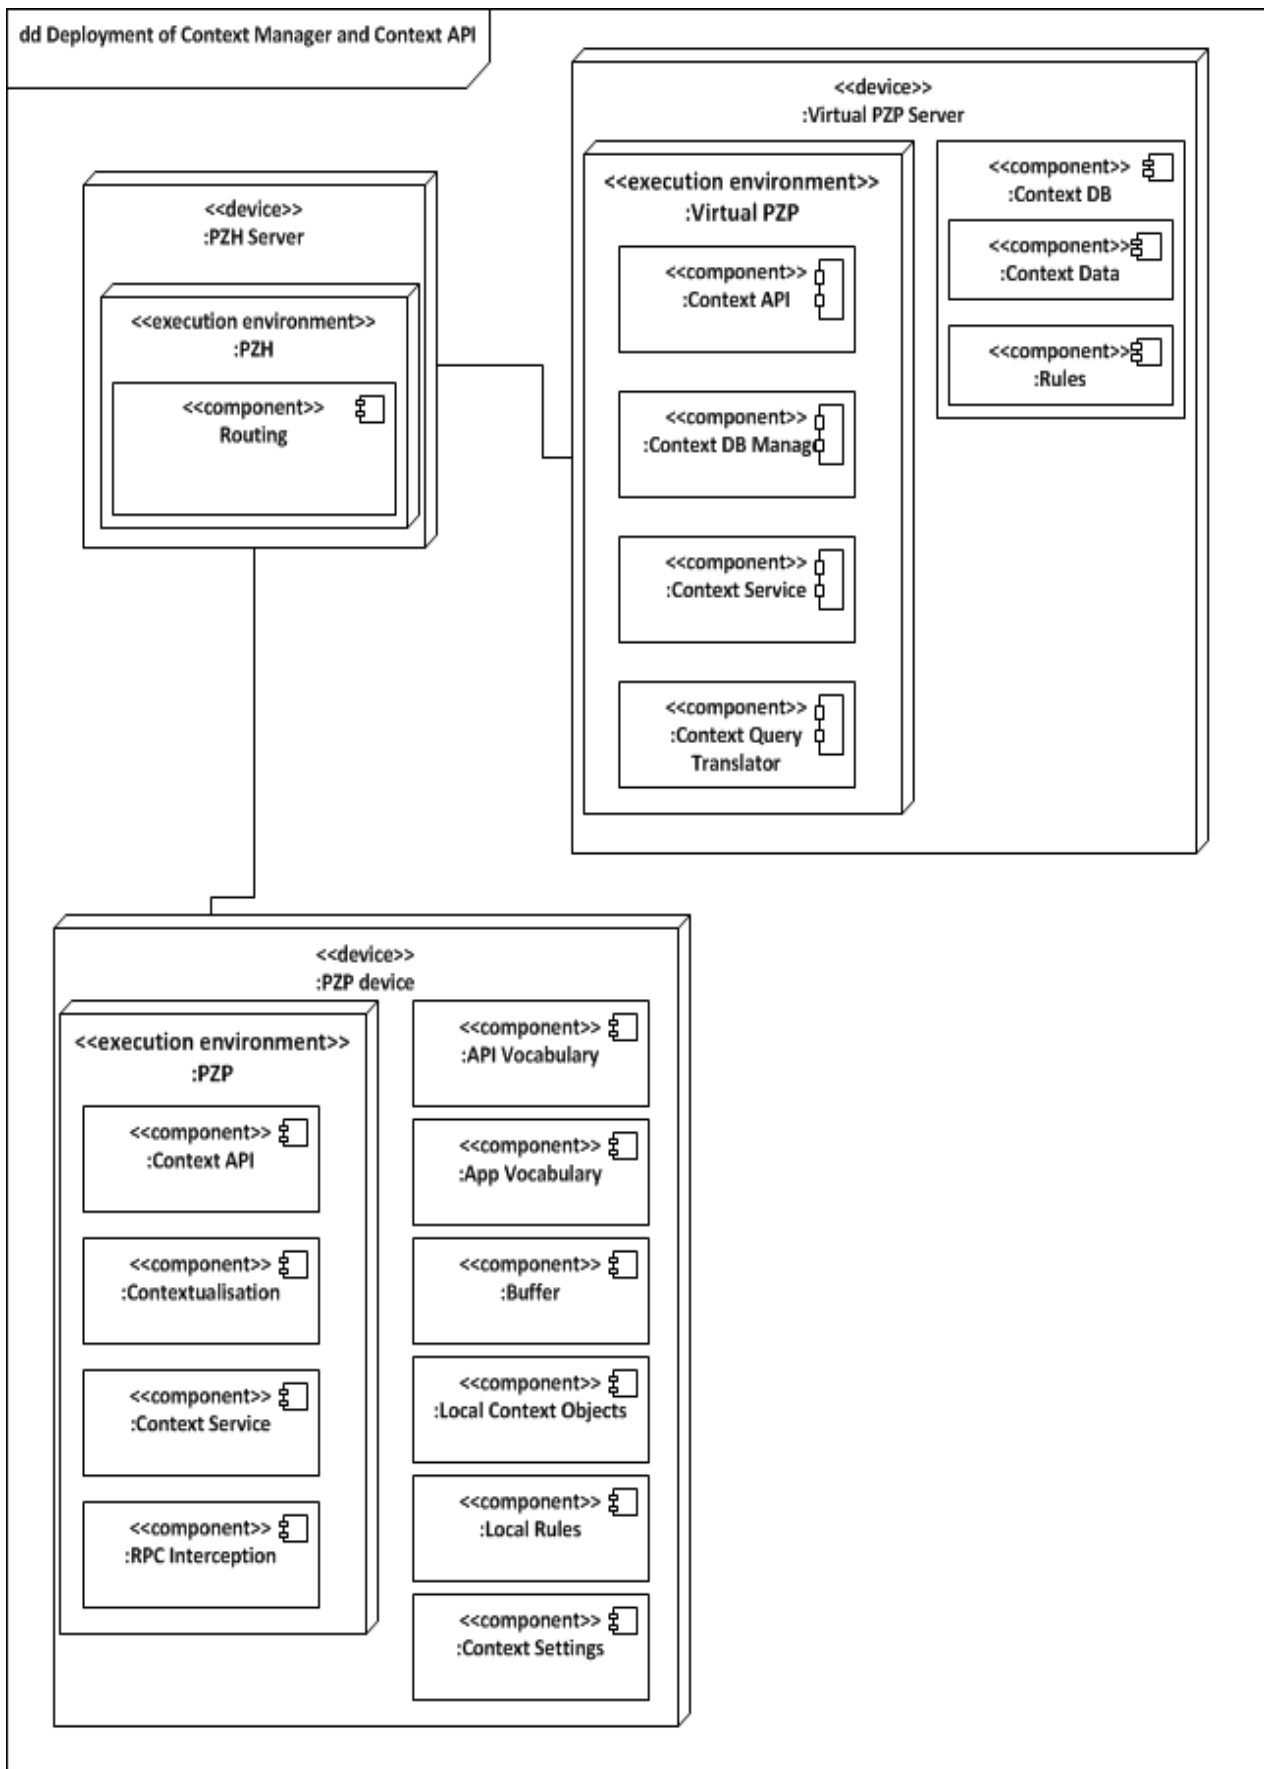 dd Deployment of Context Manager and Context API
<<device>>
:Virtual PZP Server
<<execution environment>>
:Virtual PZP
<<component>>
:Context API
<<component>>
:Context DB Manage
<<component>>
:Context Service
<<component>>
:Context Query
Translator
<<component>>
:Context DB
<<component>>
:Context Data
<<component>>
:Rules
<<device>>
:PZH Server
<<execution environment>>
:PZH
<<component>>
Routing
<<device>>
:PZP device
<<execution environment>>
:PZP
<<component>>
:Context API
<<component>>
:Contextualisation
<<component>>
:Context Service
<<component>>
:RPC Interception
<<component>>
:API Vocabulary
<<component>>
:App Vocabulary
<<component>>
:Buffer
<<component>>
:Local Context Objects
<<component>>
:Local Rules
<<component>>
:Context Settings